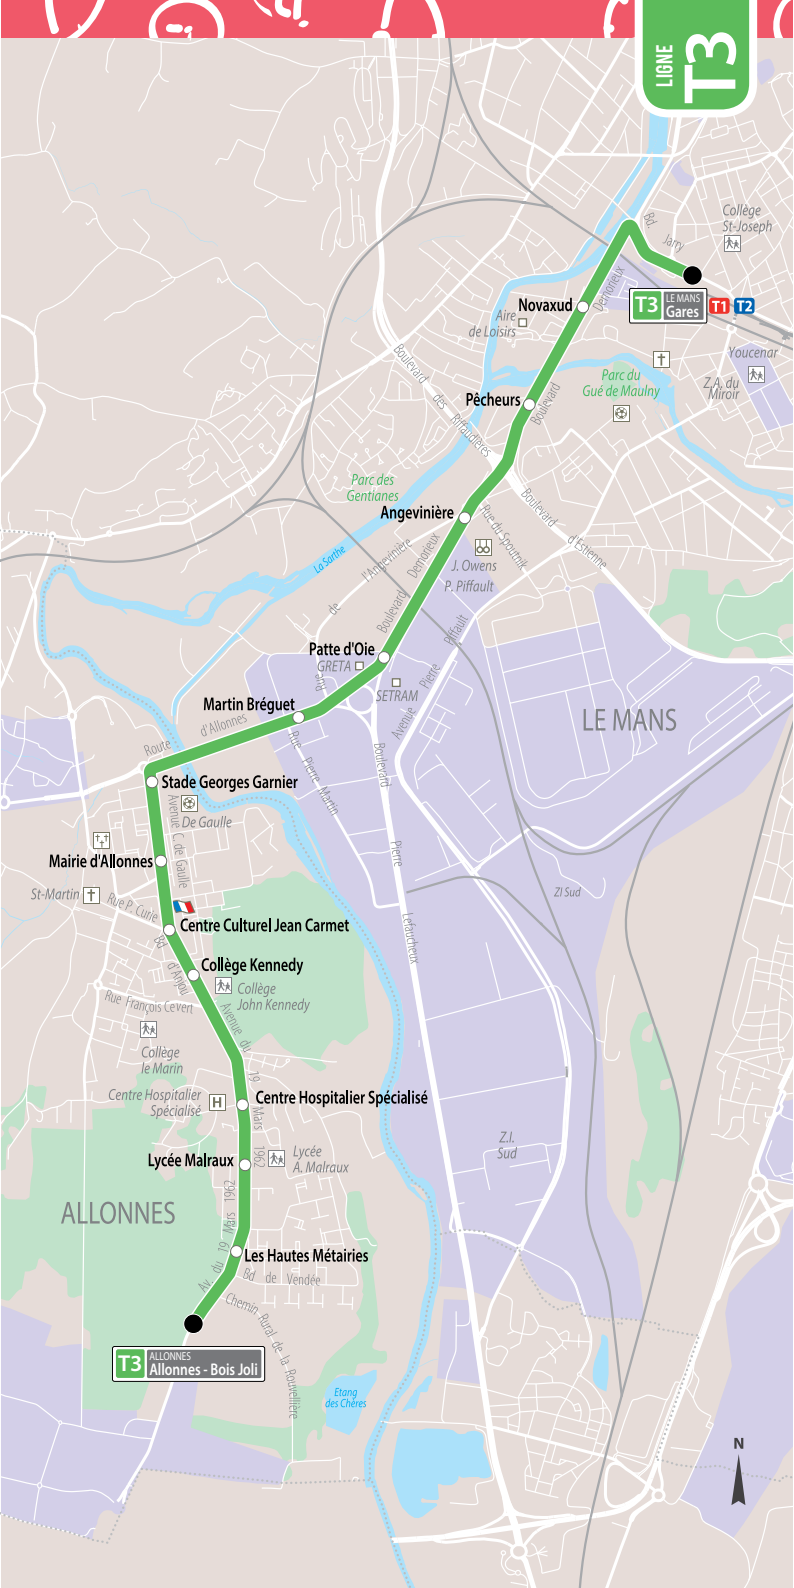 LIGNE
T3
Collège
St-Joseph
Bd. Jarry
T3
LE MANS
Gares
T1
T2
Demorieux
Novaxud
Aire
de Loisirs
Youcenar
Z.A. du
Miroir
Parc du
Gué de Maulny
Pêcheurs
Boulevard
Boulevard des Riffaudières
Parc des
Gentianes
Angevinière
Rue du Spoutnik
Boulevard d'Estienne
La Sarthe
de l'Angevinière
Boulevard Demorieux
J. Owens
P. Piffault
Patte d'Oie
GRETA
SETRAM
Avenue Pierre Piffault
LE MANS
Martin Bréguet
Route d'Allonnes
Rue Pierre Martin
Boulevard Pierre Lefaucheux
Stade Georges Garnier
De Gaulle
Avenue C. de Gaulle
Mairie d'Allonnes
St-Martin
Rue P. Curie
ZI Sud
Centre Culturel Jean Carmet
Bd d'Anjou
Collège Kennedy
Collège
John Kennedy
Rue François Cevert
Avenue du 19 Mars 1962
Collège
le Marin
Centre Hospitalier
Spécialisé
H
Centre Hospitalier Spécialisé
Lycée Malraux
Lycée
A. Malraux
Z.I.
Sud
ALLONNES
Av. du 19 Mars 1962
Les Hautes Métairies
Bd de Vendée
Chemin Rural de la Rouvellière
T3
ALLONNES
Allonnes - Bois Joli
Etang
des Chères
N